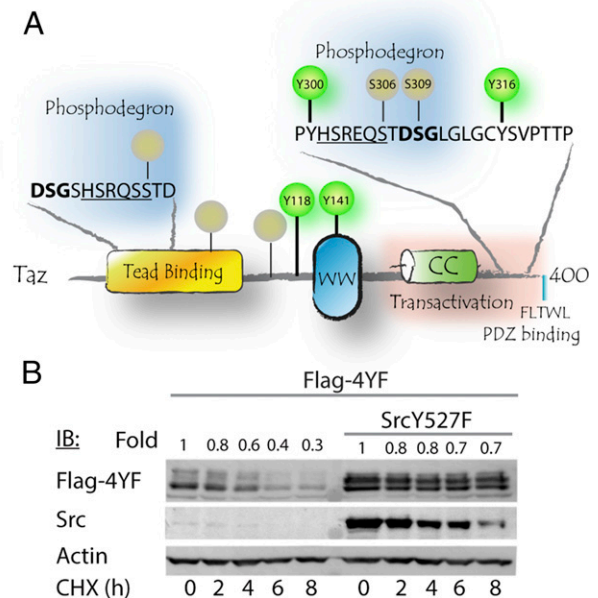 A
Phosphodegron
Phosphodegron
Y300
S306
S309
Y316
PYHSREQSTDSGLGLGCYSVPTTP
DSGSHSRQSSTD
Y118
Y141
Taz
Tead Binding
WW
CC
400
Transactivation
FLTWL
PDZ binding
B
Flag-4YF
SrcY527F
IB: Fold 1 0.8 0.6 0.4 0.3 1 0.8 0.8 0.7 0.7
Flag-4YF
Src
Actin
CHX (h) 0 2 4 6 8 0 2 4 6 8